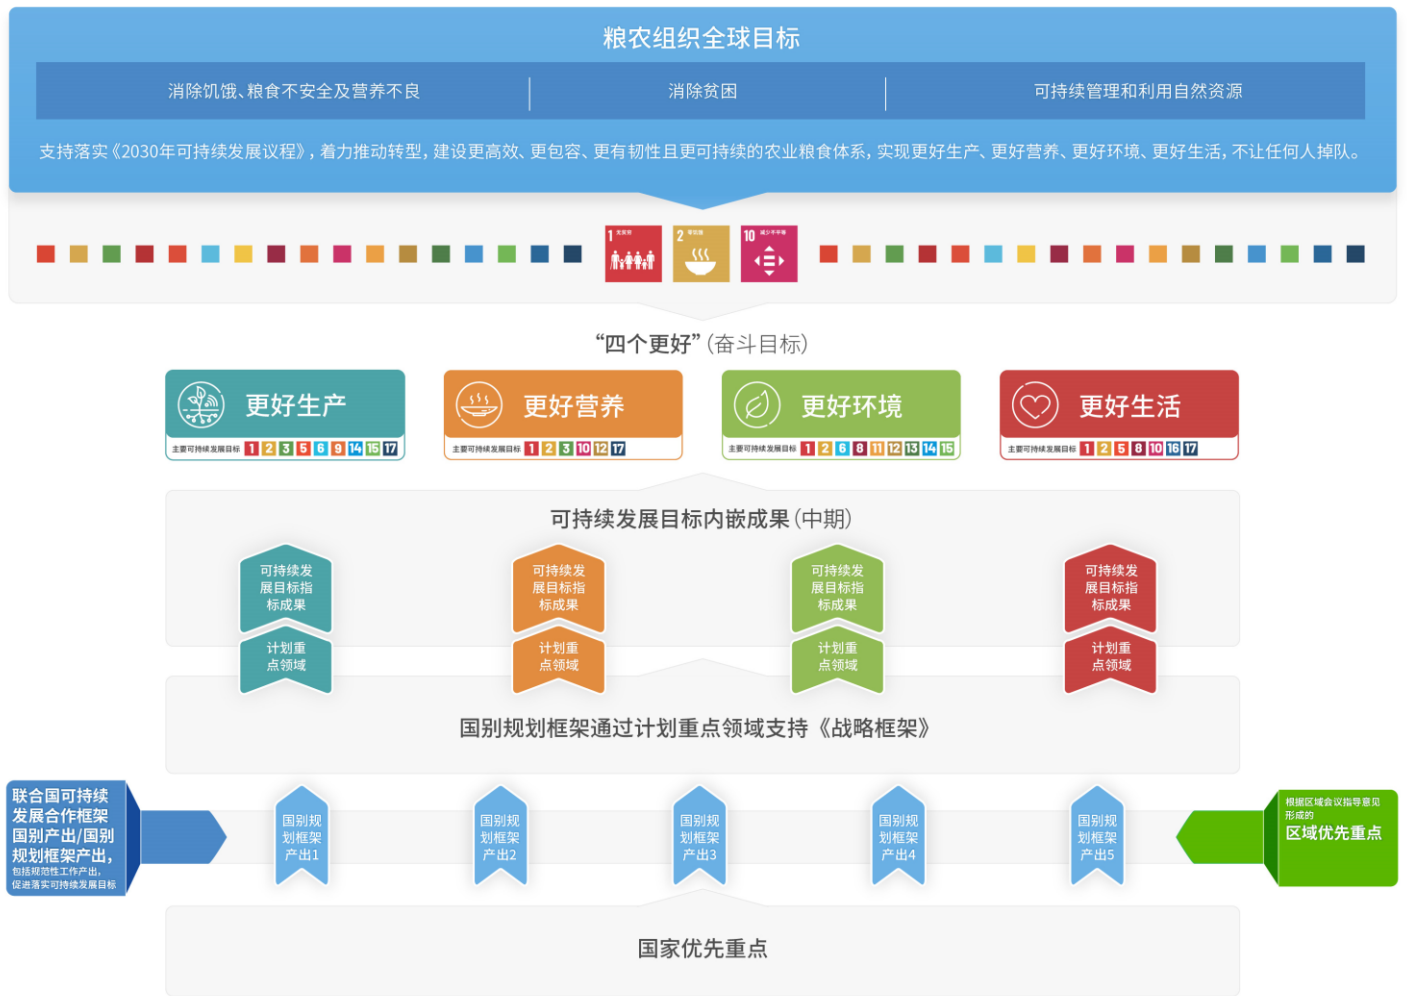 粮农组织全球目标
消除饥饿、粮食不安全及营养不良
消除贫困
可持续管理和利用自然资源
支持落实《2030年可持续发展议程》，着力推动转型，建设更高效、更包容、更有韧性且更可持续的农业粮食体系，实现更好生产、更好营养、更好环境、更好生活，不让任何人掉队。
1 无贫穷
2 零饥饿
10 减少不平等
“四个更好”（奋斗目标）
更好生产
主要可持续发展目标 1 2 3 5 6 9 14 15 17
更好营养
主要可持续发展目标 1 2 3 10 12 17
更好环境
主要可持续发展目标 1 2 6 8 11 12 13 14 15
更好生活
主要可持续发展目标 1 2 5 8 10 16 17
可持续发展目标内嵌成果（中期）
可持续发
展目标指
标成果
可持续发
展目标指
标成果
可持续发
展目标指
标成果
可持续发
展目标指
标成果
计划重
点领域
计划重
点领域
计划重
点领域
计划重
点领域
国别规划框架通过计划重点领域支持《战略框架》
联合国可持续
发展合作框架
国别产出/国别
规划框架产出，
包括规范性工作产出，
促进落实可持续发展目标
国别规
划框架
产出1
国别规
划框架
产出2
国别规
划框架
产出3
国别规
划框架
产出4
国别规
划框架
产出5
根据区域会议指导意见
形成的
区域优先重点
国家优先重点